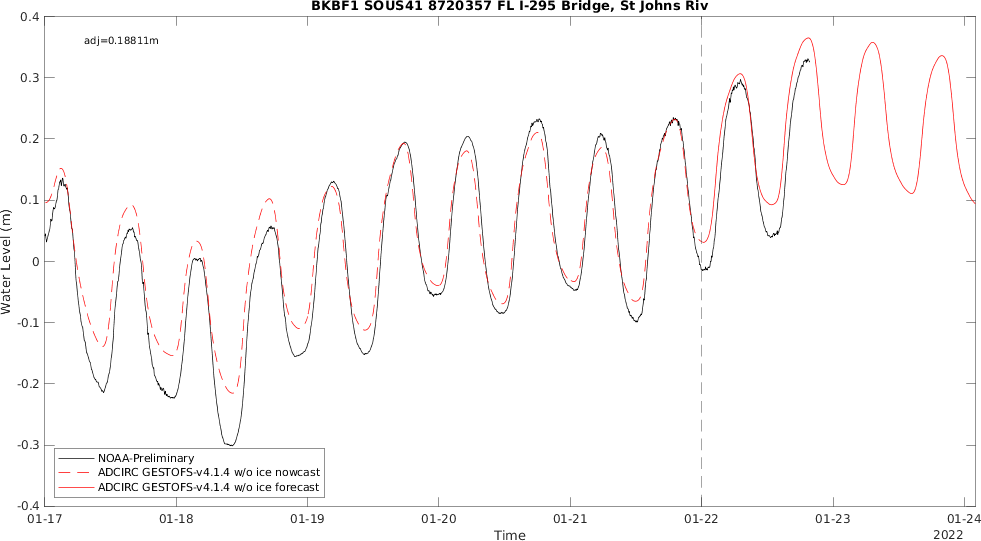 BKBF1 SOUS41 8720357 FL I-295 Bridge, St Johns Riv
adj=0.18811m
0.4
0.3
0.2
0.1
0
-0.1
-0.2
-0.3
-0.4
Water Level (m)
NOAA-Preliminary
ADCIRC GESTOFS-v4.1.4 w/o ice nowcast
ADCIRC GESTOFS-v4.1.4 w/o ice forecast
01-17 01-18 01-19 01-20 01-21 01-22 01-23 01-24
Time
2022